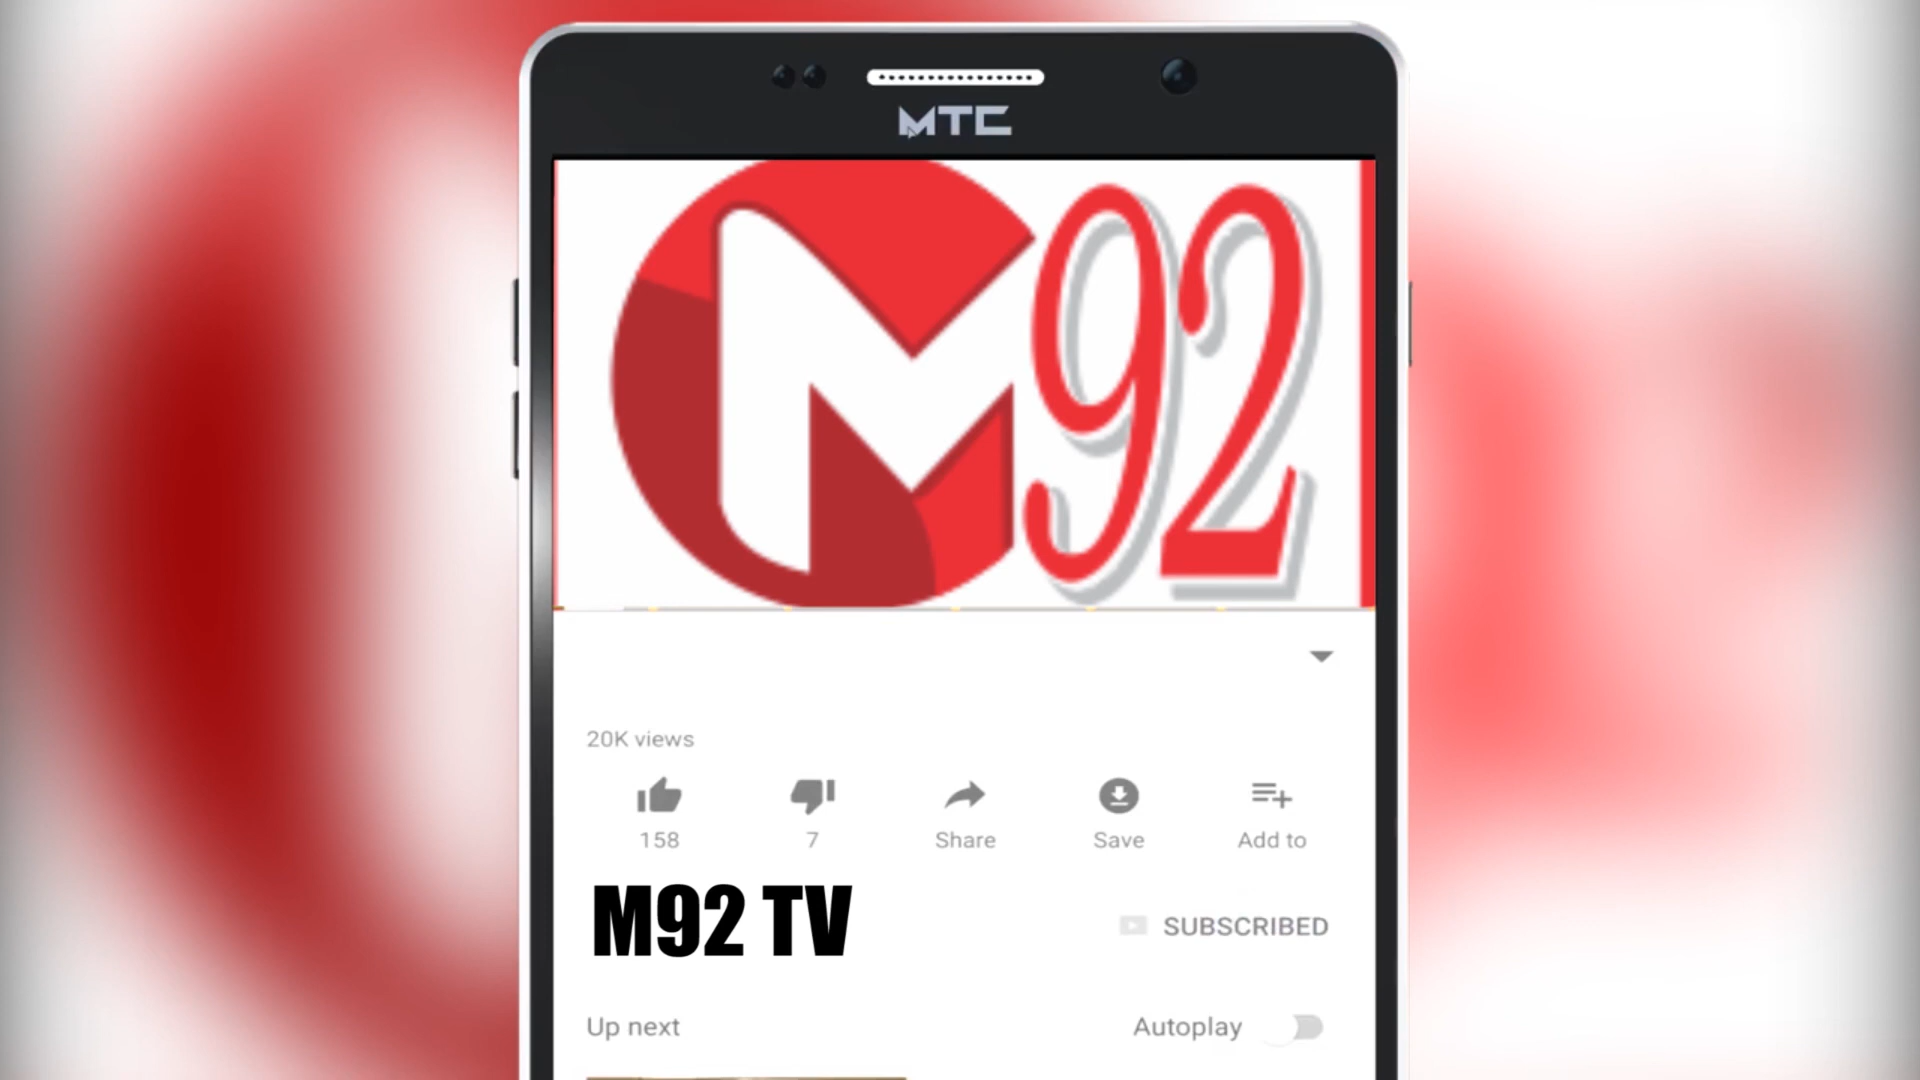 MTC
M92
20K views
158 7 Share Save Add to
M92 TV SUBSCRIBED
Up next Autoplay